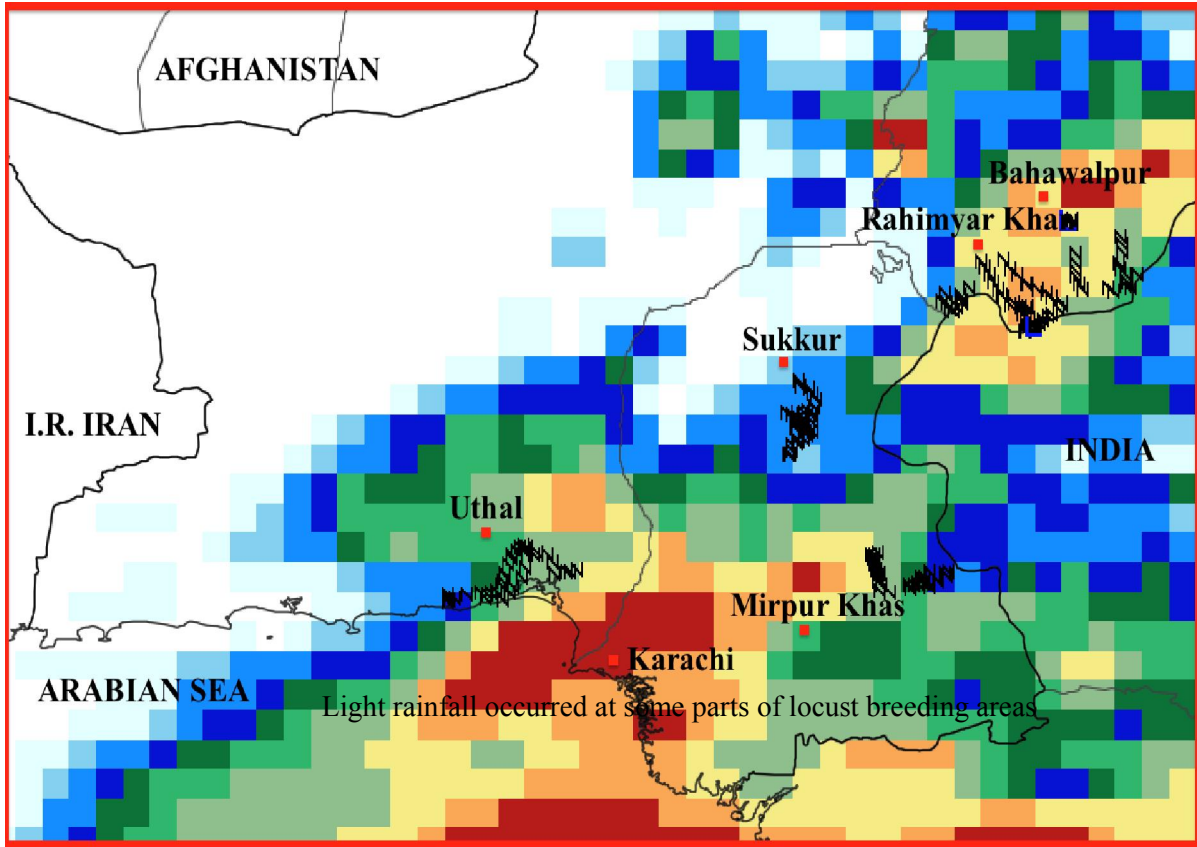 AFGHANISTAN
Bahawalpur
Rahimyar Khan
Sukkur
I.R. IRAN
INDIA
Uthal
Mirpur Khas
Karachi
ARABIAN SEA
Light rainfall occurred at some parts of locust breeding areas